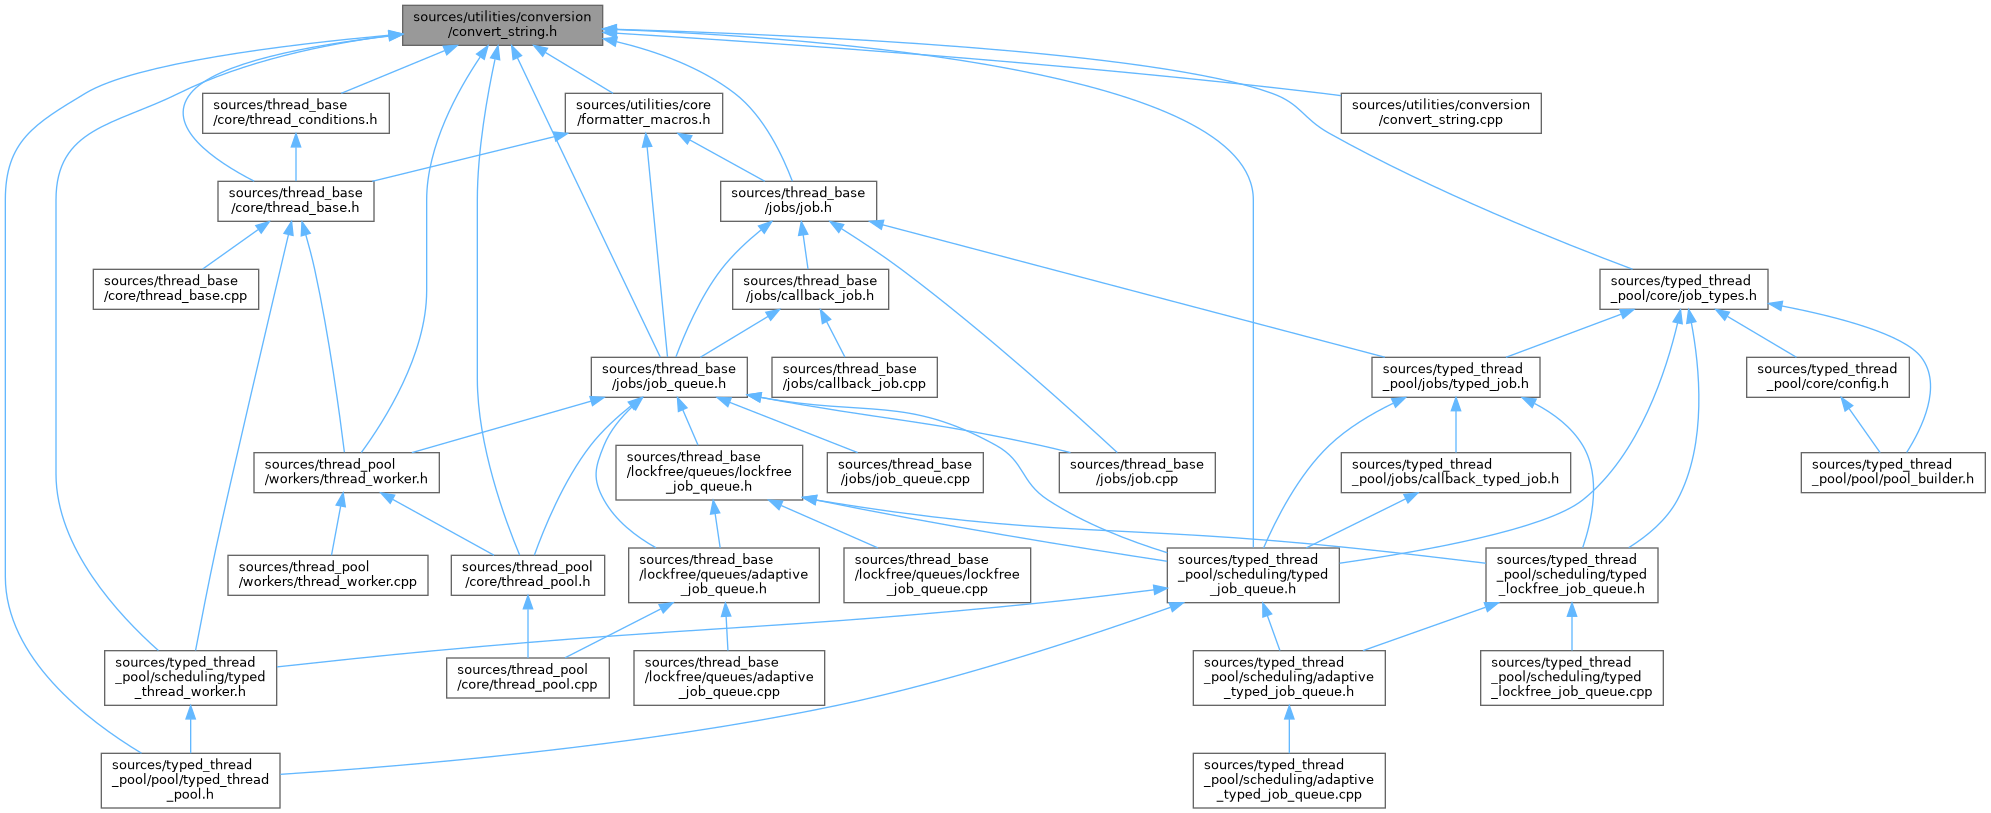 sources/utilities/conversion
/convert_string.h
sources/thread_base
/core/thread_conditions.h
sources/utilities/core
/formatter_macros.h
sources/utilities/conversion
/convert_string.cpp
sources/thread_base
/core/thread_base.h
sources/thread_base
/jobs/job.h
sources/thread_base
/core/thread_base.cpp
sources/thread_base
/jobs/callback_job.h
sources/typed_thread
_pool/core/job_types.h
sources/thread_base
/jobs/job_queue.h
sources/thread_base
/jobs/callback_job.cpp
sources/typed_thread
_pool/jobs/typed_job.h
sources/typed_thread
_pool/core/config.h
sources/thread_pool
/workers/thread_worker.h
sources/thread_base
/lockfree/queues/lockfree
_job_queue.h
sources/thread_base
/jobs/job_queue.cpp
sources/thread_base
/jobs/job.cpp
sources/typed_thread
_pool/jobs/callback_typed_job.h
sources/typed_thread
_pool/pool/pool_builder.h
sources/thread_pool
/workers/thread_worker.cpp
sources/thread_pool
/core/thread_pool.h
sources/thread_base
/lockfree/queues/adaptive
_job_queue.h
sources/thread_base
/lockfree/queues/lockfree
_job_queue.cpp
sources/typed_thread
_pool/scheduling/typed
_job_queue.h
sources/typed_thread
_pool/scheduling/typed
_lockfree_job_queue.h
sources/typed_thread
_pool/scheduling/typed
_thread_worker.h
sources/thread_pool
/core/thread_pool.cpp
sources/thread_base
/lockfree/queues/adaptive
_job_queue.cpp
sources/typed_thread
_pool/scheduling/adaptive
_typed_job_queue.h
sources/typed_thread
_pool/scheduling/typed
_lockfree_job_queue.cpp
sources/typed_thread
_pool/pool/typed_thread
_pool.h
sources/typed_thread
_pool/scheduling/adaptive
_typed_job_queue.cpp